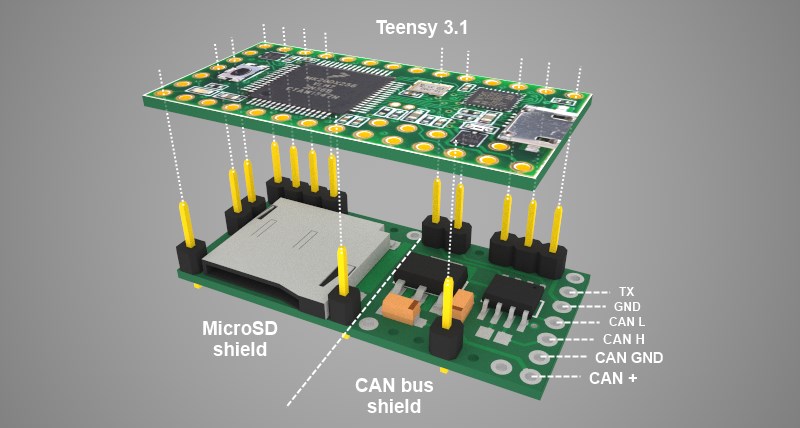 Teensy 3.1
TX
GND
CAN L
CAN H
CAN GND
CAN +
MicroSD
shield
CAN bus
shield